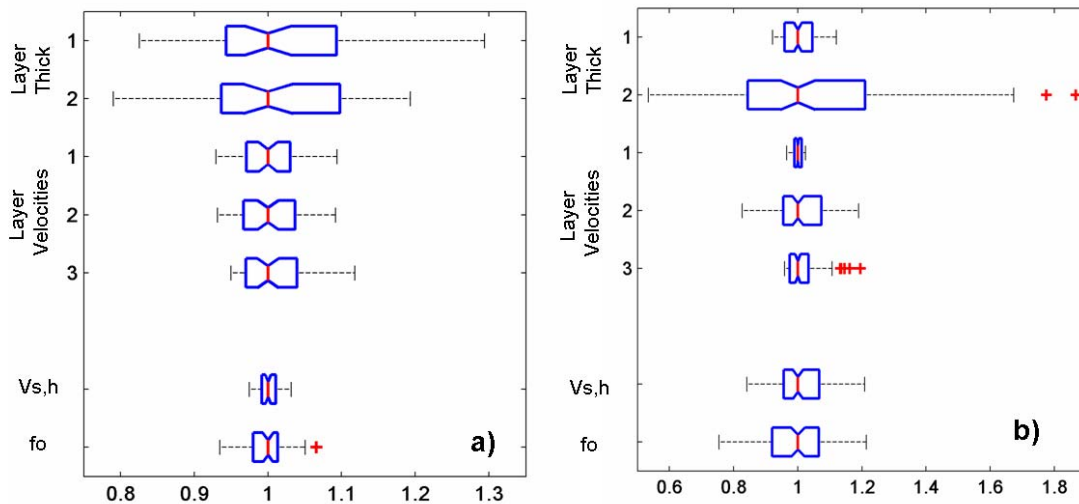 Layer
Thick
1
2
Layer
Velocities
1
2
3
Vs,h
fo
a)
0.8
0.9
1
1.1
1.2
1.3
Layer
Thick
1
2
Layer
Velocities
1
2
3
Vs,h
fo
b)
0.6
0.8
1
1.2
1.4
1.6
1.8